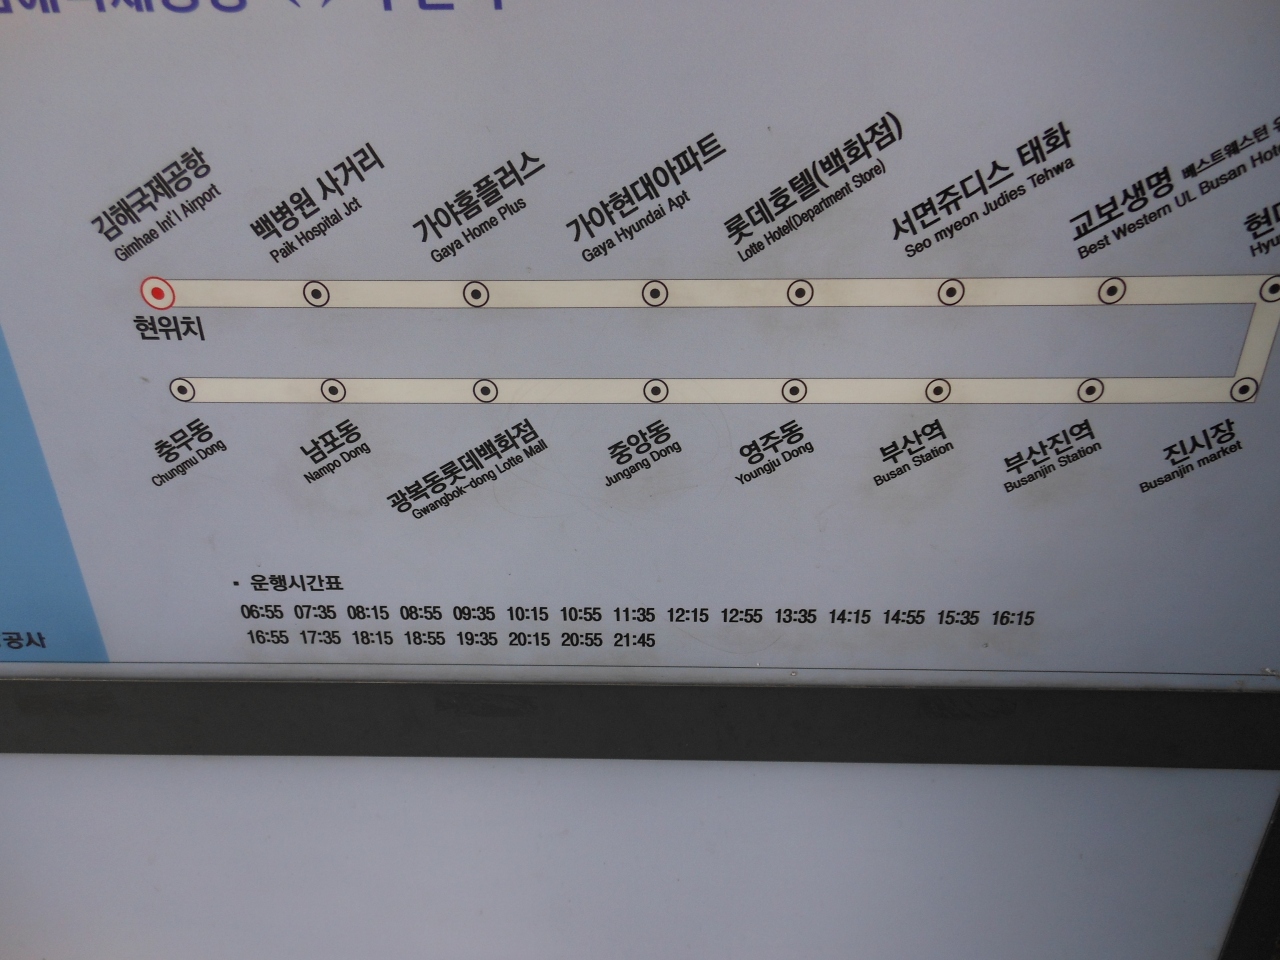 김해국제공항
Gimhae Int'l Airport
백병원 사거리
Paik Hospital Jct
가야홈플러스
Gaya Home Plus
가야현대아파트
Gaya Hyundai Apt
롯데호텔(백화점)
Lotte Hotel(Department Store)
서면쥬디스 태화
Seo myeon Judies Tehwa
교보생명 베스트웨스턴
Best Western UL Busan
현위치
충무동
Chungmu Dong
남포동
Nampo Dong
광복동롯데백화점
Gwangbok-dong Lotte Mall
중앙동
Jungang Dong
영주동
Youngju Dong
부산역
Busan Station
부산진역
Busanjin Station
진시장
Busanjin market
· 운행시간표
06:55 07:35 08:15 08:55 09:35 10:15 10:55 11:35 12:15 12:55 13:35 14:15 14:55 15:35 16:15
16:55 17:35 18:15 18:55 19:35 20:15 20:55 21:45
공사